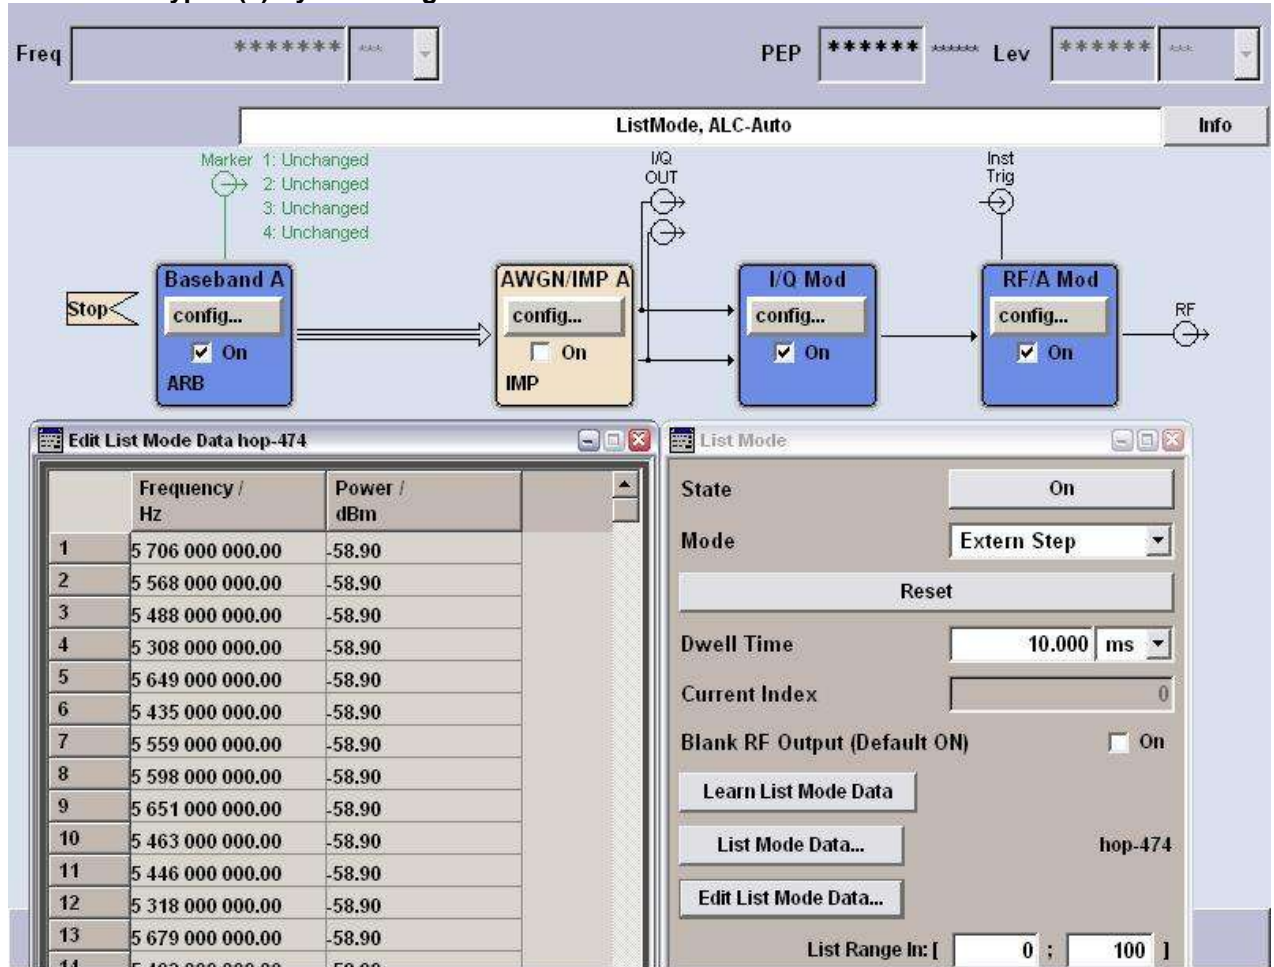 Freq ******* *** PEP ****** ****** Lev ****** ***
ListMode, ALC-Auto Info
Marker 1: Unchanged
2: Unchanged
3: Unchanged
4: Unchanged
I/Q
OUT
Inst
Trig
Stop
Baseband A
config...
On
ARB
AWGN/IMP A
config...
On
IMP
I/Q Mod
config...
On
RF/A Mod
config...
On
RF
Edit List Mode Data hop-474
Frequency / Hz Power / dBm
1 5 706 000 000.00 -58.90
2 5 568 000 000.00 -58.90
3 5 488 000 000.00 -58.90
4 5 308 000 000.00 -58.90
5 5 649 000 000.00 -58.90
6 5 435 000 000.00 -58.90
7 5 559 000 000.00 -58.90
8 5 598 000 000.00 -58.90
9 5 651 000 000.00 -58.90
10 5 463 000 000.00 -58.90
11 5 446 000 000.00 -58.90
12 5 318 000 000.00 -58.90
13 5 679 000 000.00 -58.90
List Mode
State On
Mode Extern Step
Reset
Dwell Time 10.000 ms
Current Index 0
Blank RF Output (Default ON) On
Learn List Mode Data
List Mode Data... hop-474
Edit List Mode Data...
List Range In: [ 0 ; 100 ]